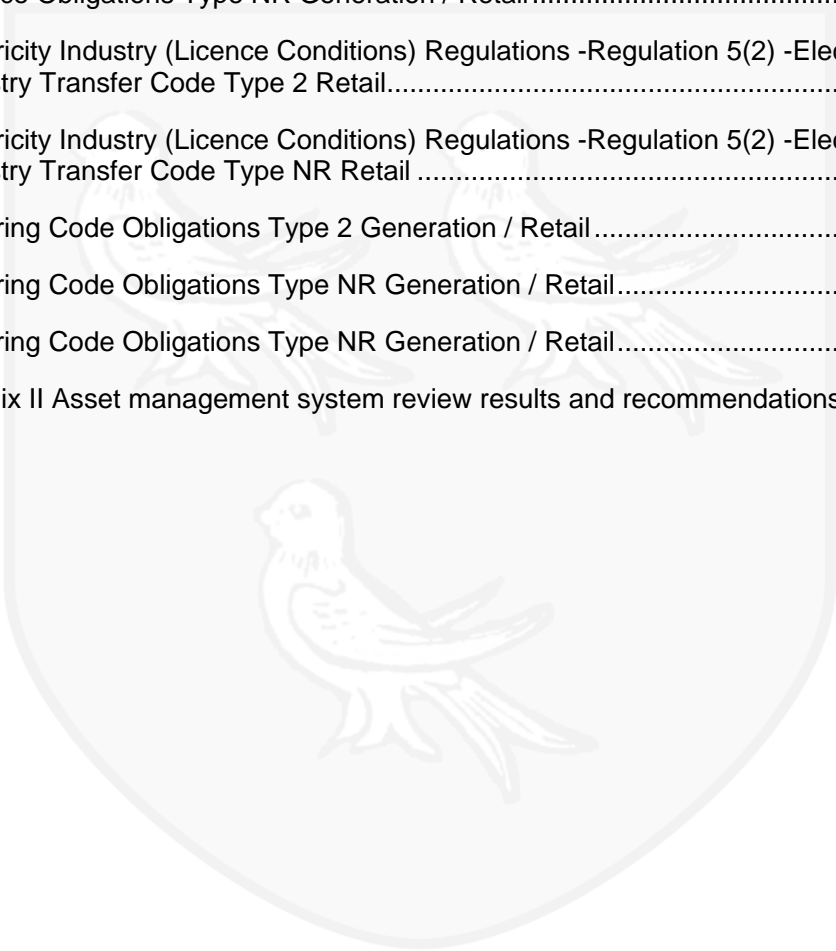 s Obligations Type NR Generation / Retail........................................
ricity Industry (Licence Conditions) Regulations -Regulation 5(2) -Elec
stry Transfer Code Type 2 Retail............................................................
ricity Industry (Licence Conditions) Regulations -Regulation 5(2) -Elec
stry Transfer Code Type NR Retail ........................................................
ring Code Obligations Type 2 Generation / Retail ................................
ring Code Obligations Type NR Generation / Retail.............................
ring Code Obligations Type NR Generation / Retail.............................
ix II Asset management system review results and recommendations